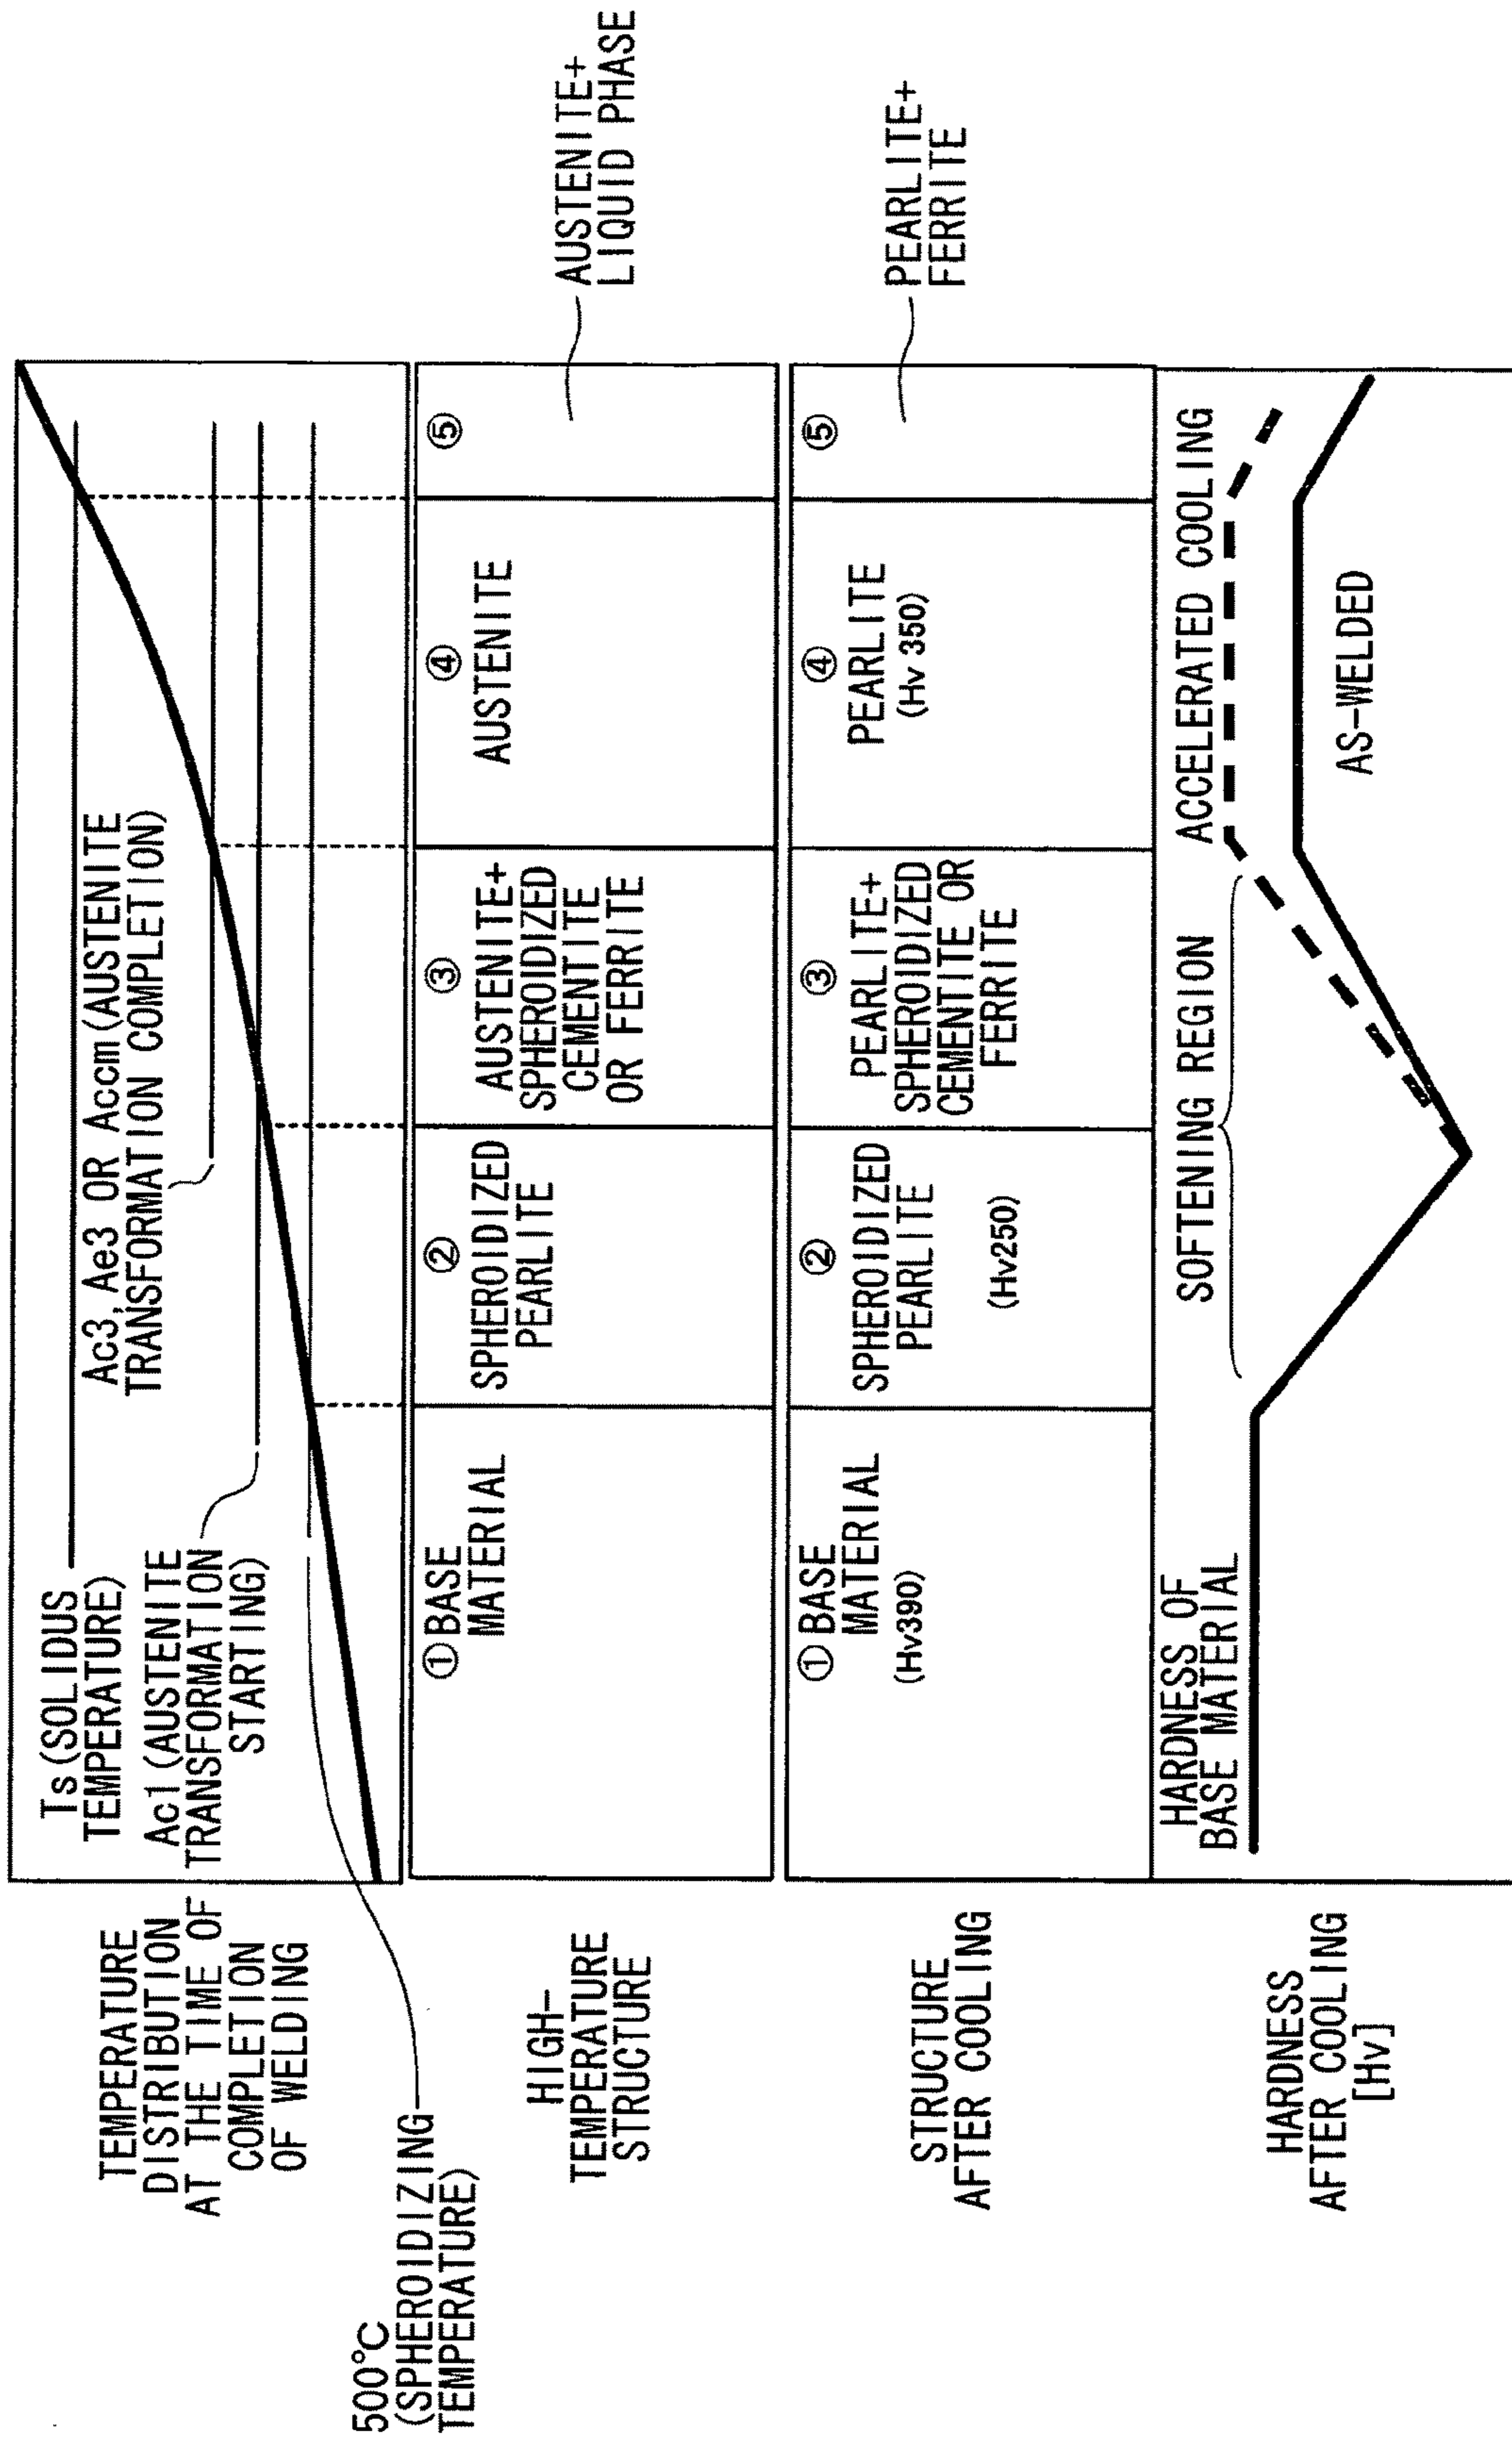 TEMPERATURE
DISTRIBUTION
AT THE TIME OF
COMPLETION
OF WELDING
500°C
(SPHEROIDIZING
TEMPERATURE)
Ts(SOLIDUS
TEMPERATURE)
Ac1(AUSTENITE
TRANSFORMATION
STARTING)
Ac3, Ae3 OR Accm(AUSTENITE
TRANSFORMATION COMPLETION)
HIGH-
TEMPERATURE
STRUCTURE
① BASE
MATERIAL
②
SPHEROIDIZED
PEARLITE
③
AUSTENITE+
SPHEROIDIZED
CEMENTITE
OR FERRITE
④
AUSTENITE
⑤
AUSTENITE+
LIQUID PHASE
STRUCTURE
AFTER COOLING
① BASE
MATERIAL
(Hv390)
②
SPHEROIDIZED
PEARLITE
(Hv250)
③
PEARLITE+
SPHEROIDIZED
CEMENTITE OR
FERRITE
④
PEARLITE
(Hv 350)
⑤
PEARLITE+
FERRITE
HARDNESS
AFTER COOLING
[Hv]
HARDNESS OF
BASE MATERIAL
SOFTENING REGION
ACCELERATED COOLING
AS-WELDED